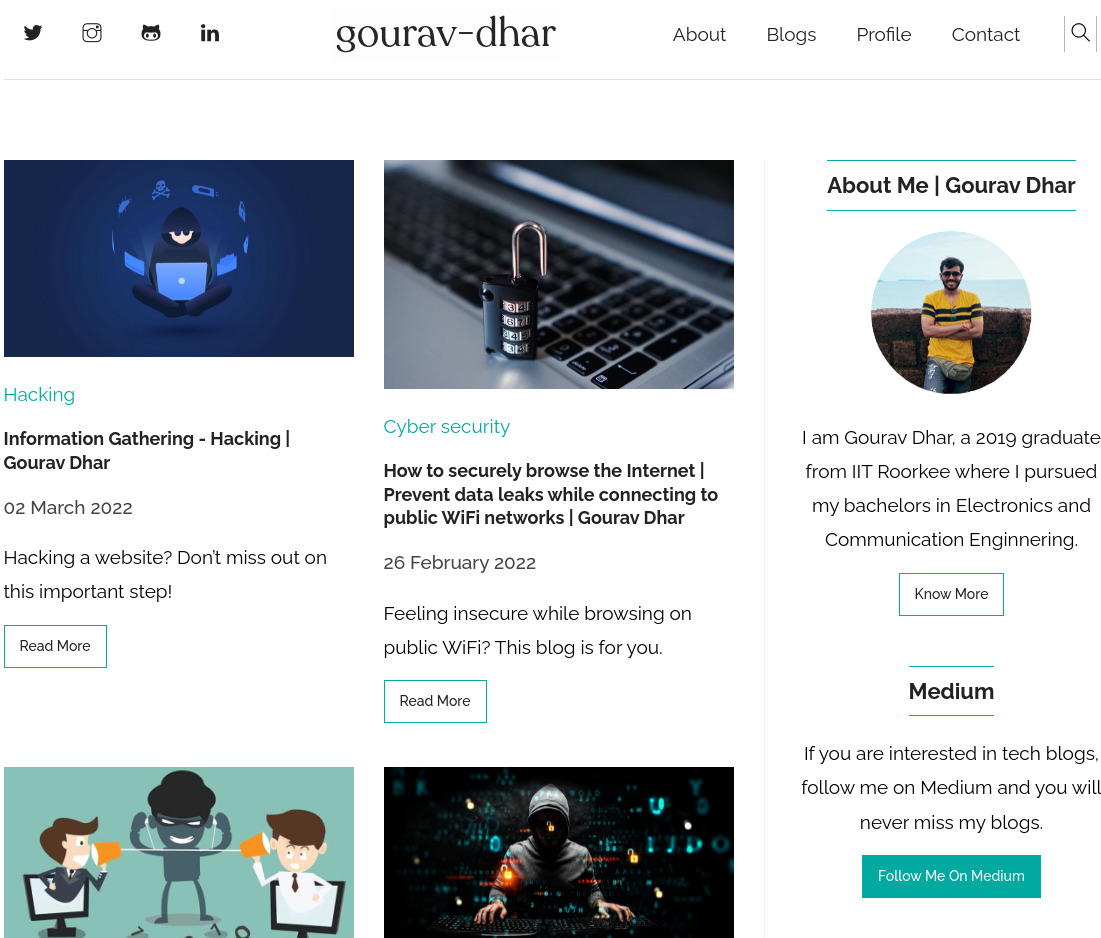 gourav-dhar
About
Blogs
Profile
Contact
Hacking
Information Gathering - Hacking |
Gourav Dhar
02 March 2022
Hacking a website? Don't miss out on
this important step!
Read More
Cyber security
How to securely browse the Internet |
Prevent data leaks while connecting to
public WiFi networks | Gourav Dhar
26 February 2022
Feeling insecure while browsing on
public WiFi? This blog is for you.
Read More
About Me | Gourav Dhar
I am Gourav Dhar, a 2019 graduate
from IIT Roorkee where I pursued
my bachelors in Electronics and
Communication Enginnering.
Know More
Medium
If you are interested in tech blogs,
follow me on Medium and you will
never miss my blogs.
Follow Me On Medium